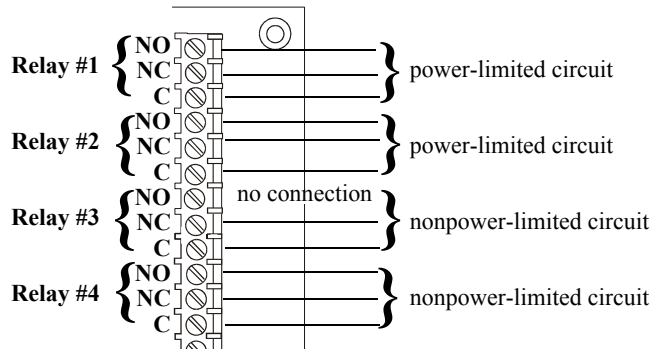 NO
Relay #1 { NC } power-limited circuit
C
NO
Relay #2 { NC } power-limited circuit
C
NO no connection
Relay #3 { NC } nonpower-limited circuit
C
NO
Relay #4 { NC } nonpower-limited circuit
C